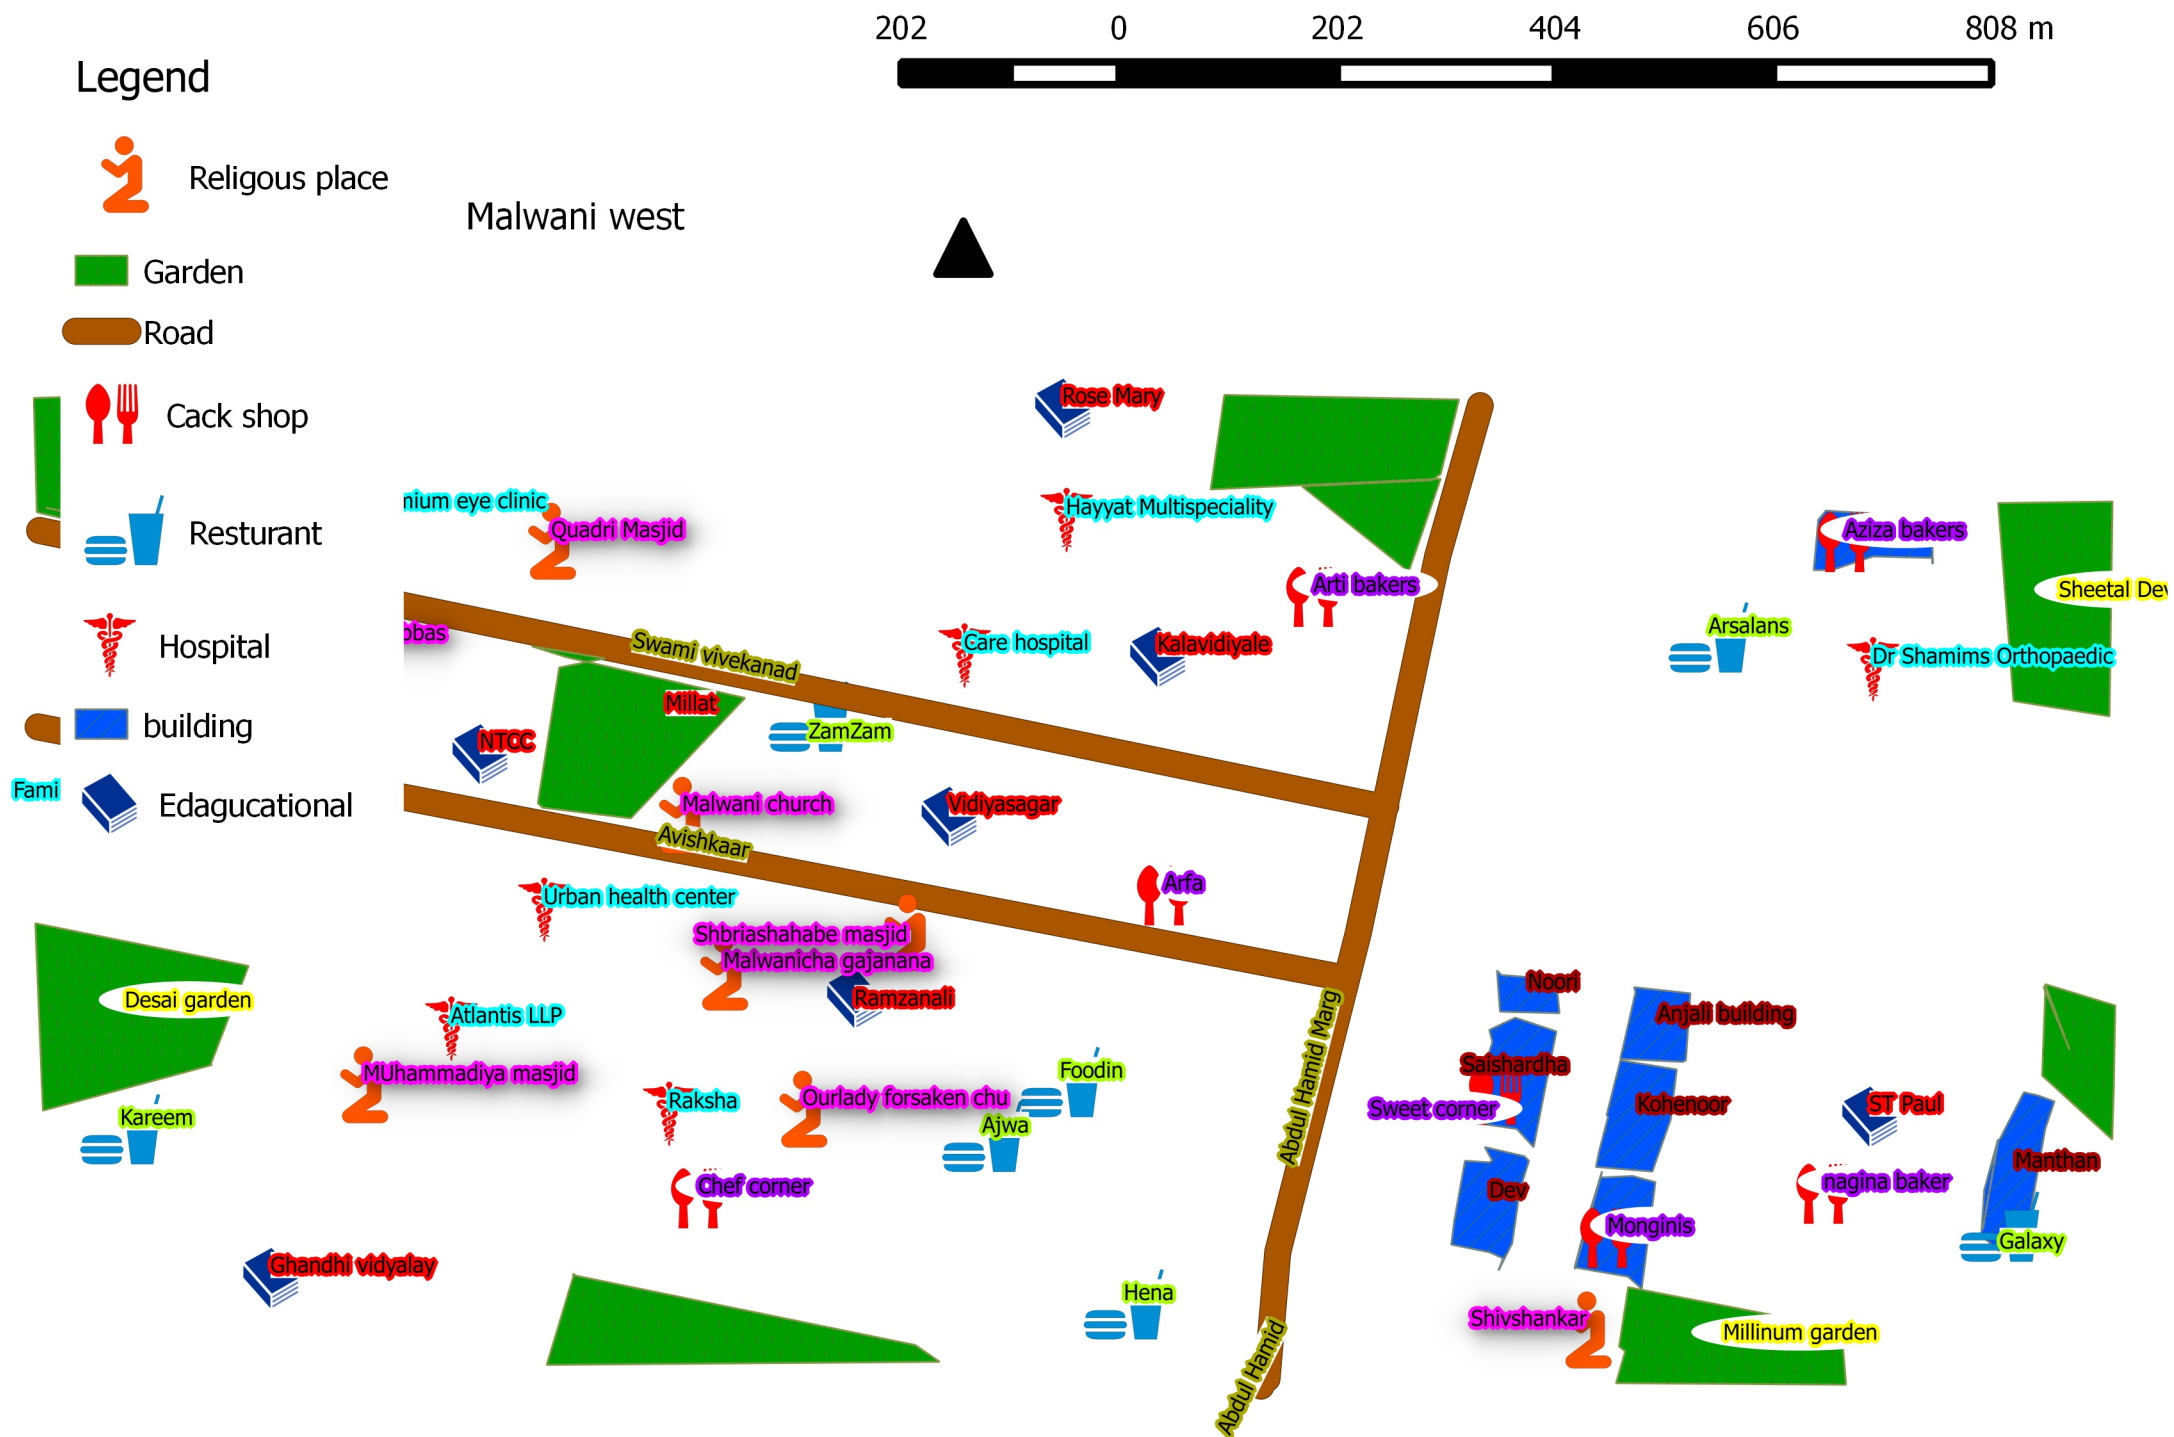 202 0 202 404 606 808 m
Legend
Religous place
Malwani west
Garden
Road
Cack shop
Resturant
Hospital
building
Edagucational
Rose Mary
nium eye clinic
Quadri Masjid
Hayyat Multispeciality
Aziza bakers
Arti bakers
Sheetal Dev
bbas
Swami vivekanad
Care hospital
Kalavidiyale
Arsalans
Dr Shamims Orthopaedic
Millat
NTCC
ZamZam
Fami
Malwani church
Vidiyasagar
Avishkaar
Urban health center
Arfa
Shbriashahabe masjid
Malwanicha gajanana
Ramzanali
Desai garden
Atlantis LLP
Noori
Anjali building
Abdul Hamid Marg
MUhammadiya masjid
Foodin
Saishardha
Raksha
Ourlady forsaken chu
Sweet corner
Kohenoor
ST Paul
Kareem
Ajwa
Manthan
Chef corner
Dev
nagina baker
Monginis
Galaxy
Ghandhi vidyalay
Hena
Shivshankar
Millinum garden
Abdul Hamid